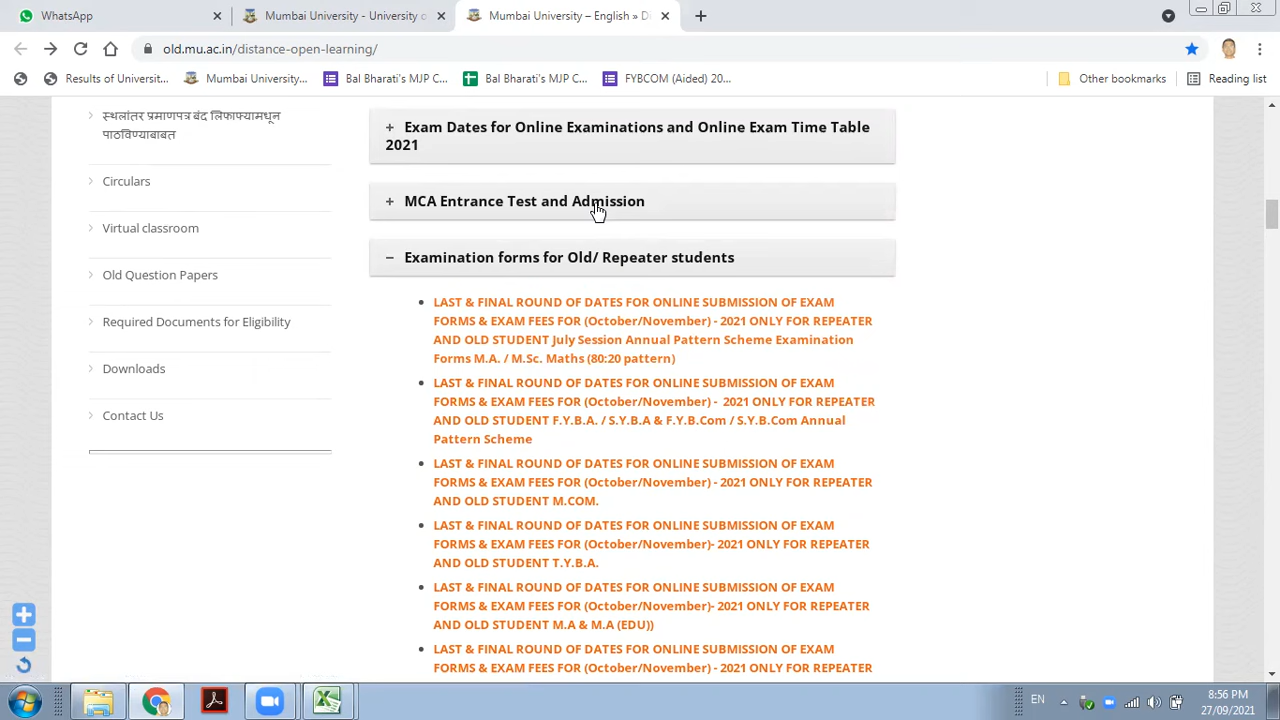 WhatsApp
Mumbai University - University o
Mumbai University – English » Di
old.mu.ac.in/distance-open-learning/
Results of Universit...
Mumbai University...
Bal Bharati's MJP C...
Bal Bharati's MJP C...
FYBCOM (Aided) 20...
Other bookmarks
Reading list
स्थलांतर प्रमाणपत्र बंद लिफाफ्यामधून
पाठविण्याबाबत
Circulars
Virtual classroom
Old Question Papers
Required Documents for Eligibility
Downloads
Contact Us
+ Exam Dates for Online Examinations and Online Exam Time Table
2021
+ MCA Entrance Test and Admission
− Examination forms for Old/ Repeater students
• LAST & FINAL ROUND OF DATES FOR ONLINE SUBMISSION OF EXAM
FORMS & EXAM FEES FOR (October/November) - 2021 ONLY FOR REPEATER
AND OLD STUDENT July Session Annual Pattern Scheme Examination
Forms M.A. / M.Sc. Maths (80:20 pattern)
• LAST & FINAL ROUND OF DATES FOR ONLINE SUBMISSION OF EXAM
FORMS & EXAM FEES FOR (October/November) - 2021 ONLY FOR REPEATER
AND OLD STUDENT F.Y.B.A. / S.Y.B.A & F.Y.B.Com / S.Y.B.Com Annual
Pattern Scheme
• LAST & FINAL ROUND OF DATES FOR ONLINE SUBMISSION OF EXAM
FORMS & EXAM FEES FOR (October/November) - 2021 ONLY FOR REPEATER
AND OLD STUDENT M.COM.
• LAST & FINAL ROUND OF DATES FOR ONLINE SUBMISSION OF EXAM
FORMS & EXAM FEES FOR (October/November)- 2021 ONLY FOR REPEATER
AND OLD STUDENT T.Y.B.A.
• LAST & FINAL ROUND OF DATES FOR ONLINE SUBMISSION OF EXAM
FORMS & EXAM FEES FOR (October/November)- 2021 ONLY FOR REPEATER
AND OLD STUDENT M.A & M.A (EDU))
• LAST & FINAL ROUND OF DATES FOR ONLINE SUBMISSION OF EXAM
FORMS & EXAM FEES FOR (October/November) - 2021 ONLY FOR REPEATER
EN
8:56 PM
27/09/2021